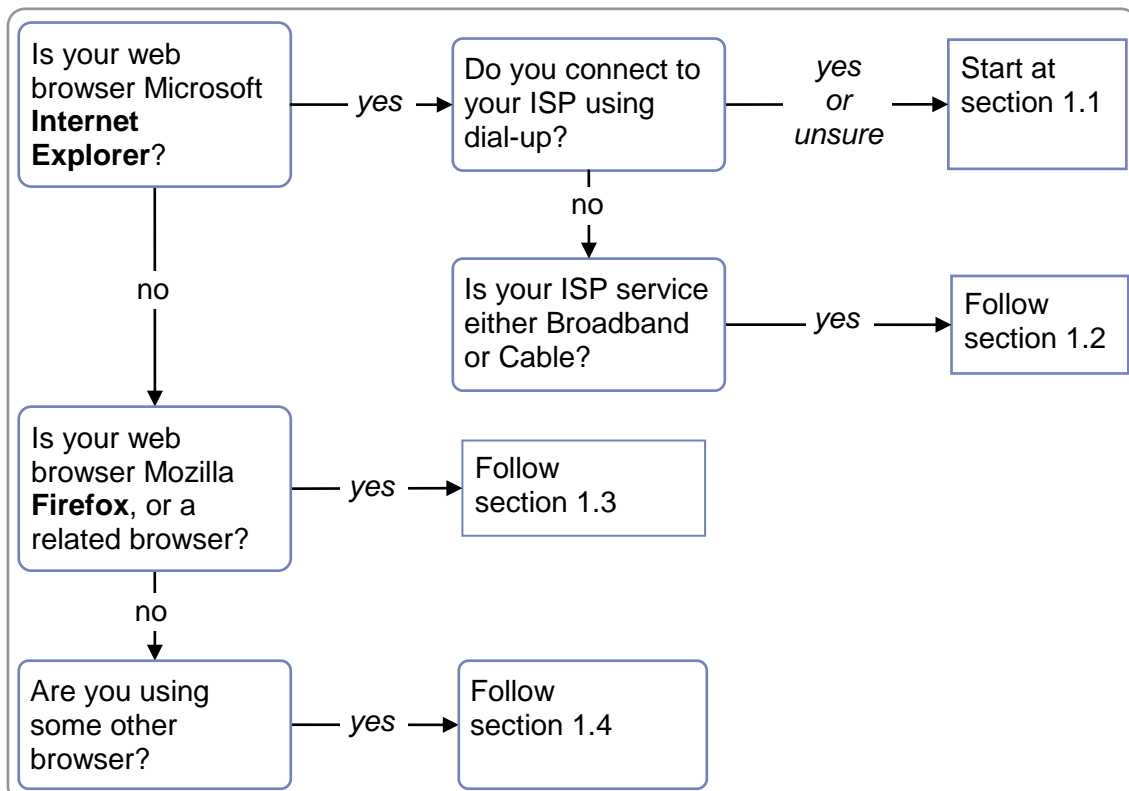 Is your web
browser Microsoft
Internet
Explorer?
yes
Do you connect to
your ISP using
dial-up?
yes
or
unsure
Start at
section 1.1
no
no
Is your ISP service
either Broadband
or Cable?
yes
Follow
section 1.2
Is your web
browser Mozilla
Firefox, or a
related browser?
yes
Follow
section 1.3
no
Are you using
some other
browser?
yes
Follow
section 1.4